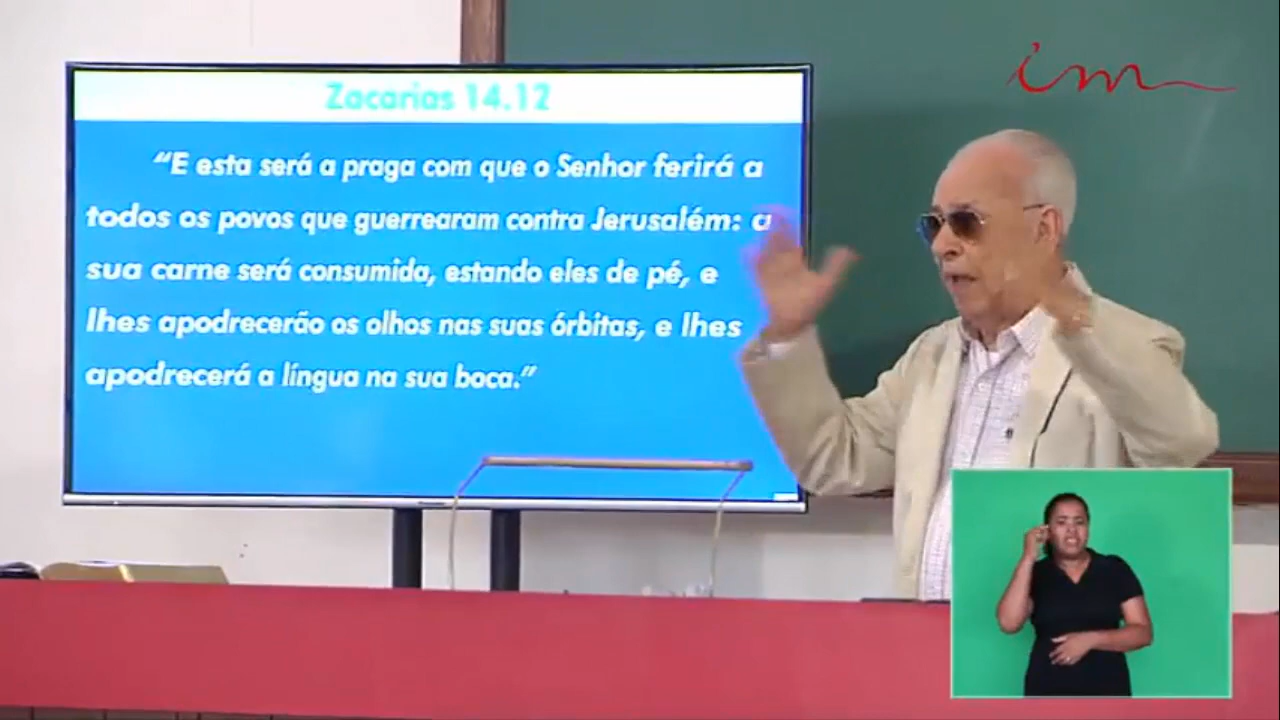 im
Zacarias 14.12
“E esta será a praga com que o Senhor ferirá a
todos os povos que guerrearam contra Jerusalém: a
sua carne será consumida, estando eles de pé, e
lhes apodrecerão os olhos nas suas órbitas, e lhes
apodrecerá a língua na sua boca.”